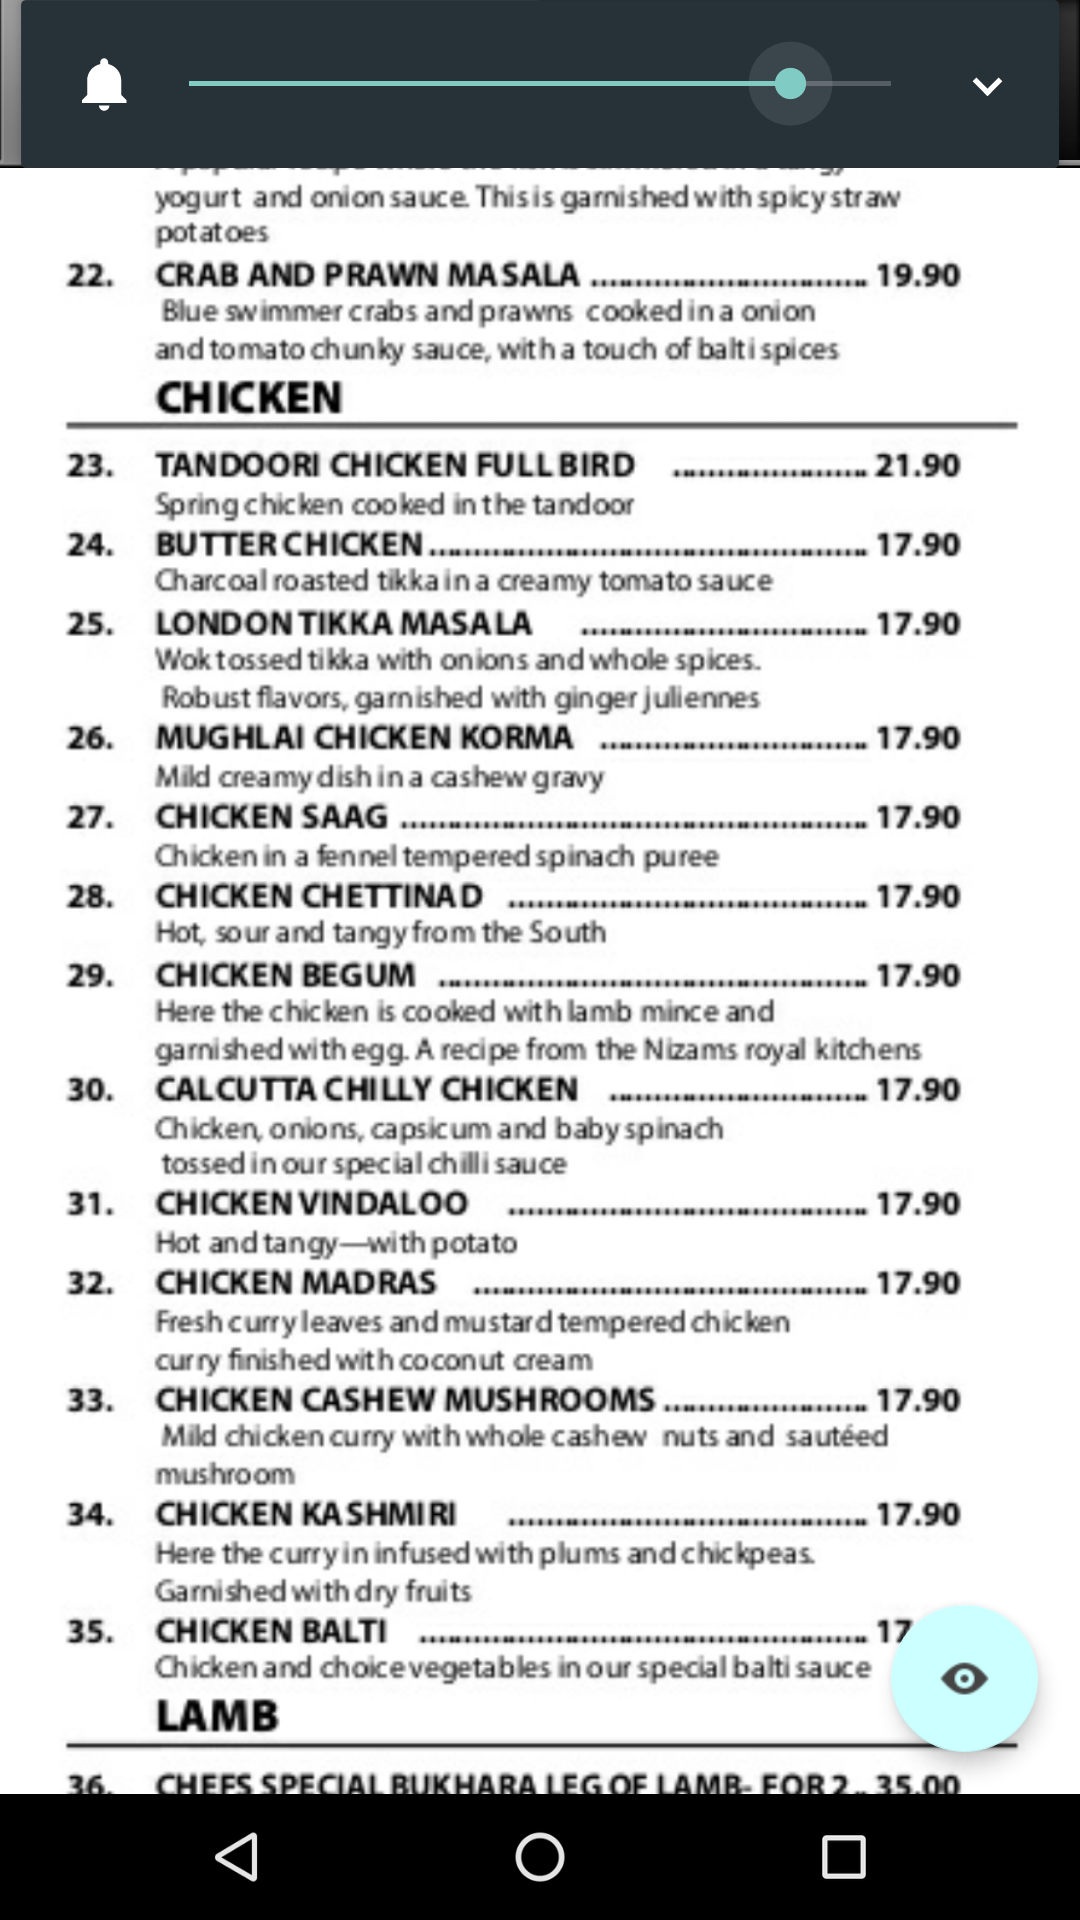 yogurt and onion sauce. This is garnished with spicy straw
potatoes
22. CRAB AND PRAWN MASALA ................................ 19.90
Blue swimmer crabs and prawns cooked in a onion
and tomato chunky sauce, with a touch of balti spices
CHICKEN
23. TANDOORI CHICKEN FULL BIRD ...................... 21.90
Spring chicken cooked in the tandoor
24. BUTTER CHICKEN .................................................. 17.90
Charcoal roasted tikka in a creamy tomato sauce
25. LONDON TIKKA MASALA ................................ 17.90
Wok tossed tikka with onions and whole spices.
Robust flavors, garnished with ginger juliennes
26. MUGHLAI CHICKEN KORMA .............................. 17.90
Mild creamy dish in a cashew gravy
27. CHICKEN SAAG ...................................................... 17.90
Chicken in a fennel tempered spinach puree
28. CHICKEN CHETTINAD ........................................ 17.90
Hot, sour and tangy from the South
29. CHICKEN BEGUM ................................................ 17.90
Here the chicken is cooked with lamb mince and
garnished with egg. A recipe from the Nizams royal kitchens
30. CALCUTTA CHILLY CHICKEN ............................. 17.90
Chicken, onions, capsicum and baby spinach
tossed in our special chilli sauce
31. CHICKEN VINDALOO ........................................ 17.90
Hot and tangy—with potato
32. CHICKEN MADRAS ............................................ 17.90
Fresh curry leaves and mustard tempered chicken
curry finished with coconut cream
33. CHICKEN CASHEW MUSHROOMS ....................... 17.90
Mild chicken curry with whole cashew nuts and sautéed
mushroom
34. CHICKEN KASHMIRI ........................................ 17.90
Here the curry in infused with plums and chickpeas.
Garnished with dry fruits
35. CHICKEN BALTI .................................................. 17.
Chicken and choice vegetables in our special balti sauce
LAMB
36. CHEFS SPECIAL BUKHARA LEG OF LAMB- FOR 2 .. 35.00